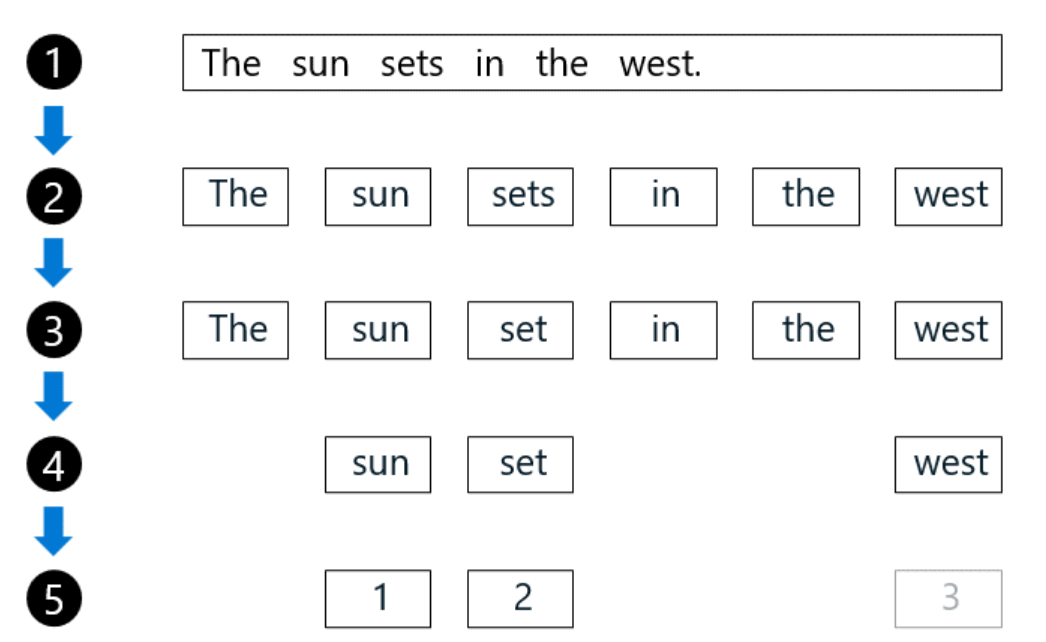 1 The sun sets in the west.
2 The sun sets in the west
3 The sun set in the west
4 sun set west
5 1 2 3